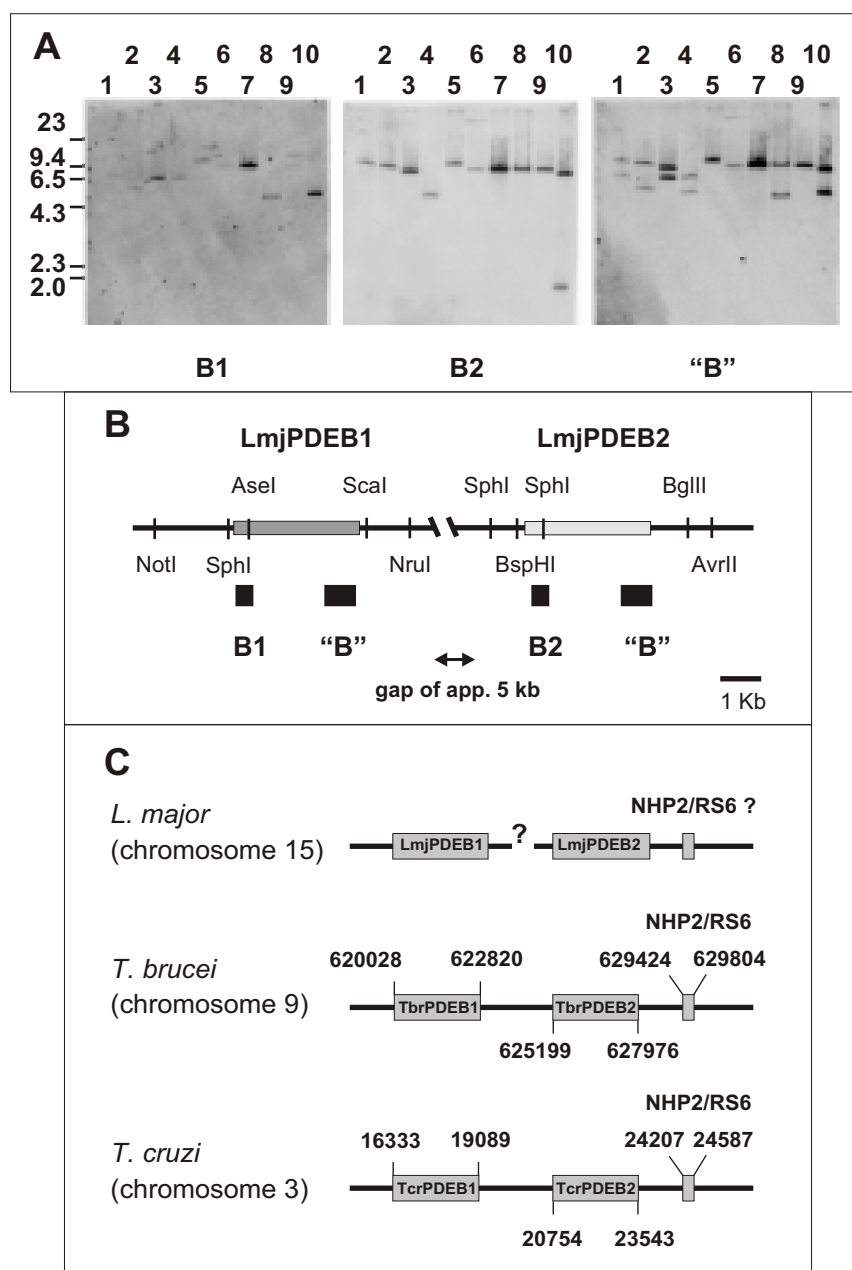 A
2 4 6 8 10
1 3 5 7 9
2 4 6 8 10
1 3 5 7 9
2 4 6 8 10
1 3 5 7 9
23
9.4
6.5
4.3
2.3
2.0
B1 B2 “B”
B
LmjPDEB1 LmjPDEB2
AseI ScaI SphI SphI BglII
NotI SphI NruI BspHI AvrII
B1 “B” B2 “B”
gap of app. 5 kb
1 Kb
C
L. major
(chromosome 15)
NHP2/RS6 ?
LmjPDEB1 ? LmjPDEB2
T. brucei
(chromosome 9)
NHP2/RS6
620028 622820 629424 629804
TbrPDEB1 TbrPDEB2
625199 627976
T. cruzi
(chromosome 3)
NHP2/RS6
16333 19089 24207 24587
TcrPDEB1 TcrPDEB2
20754 23543